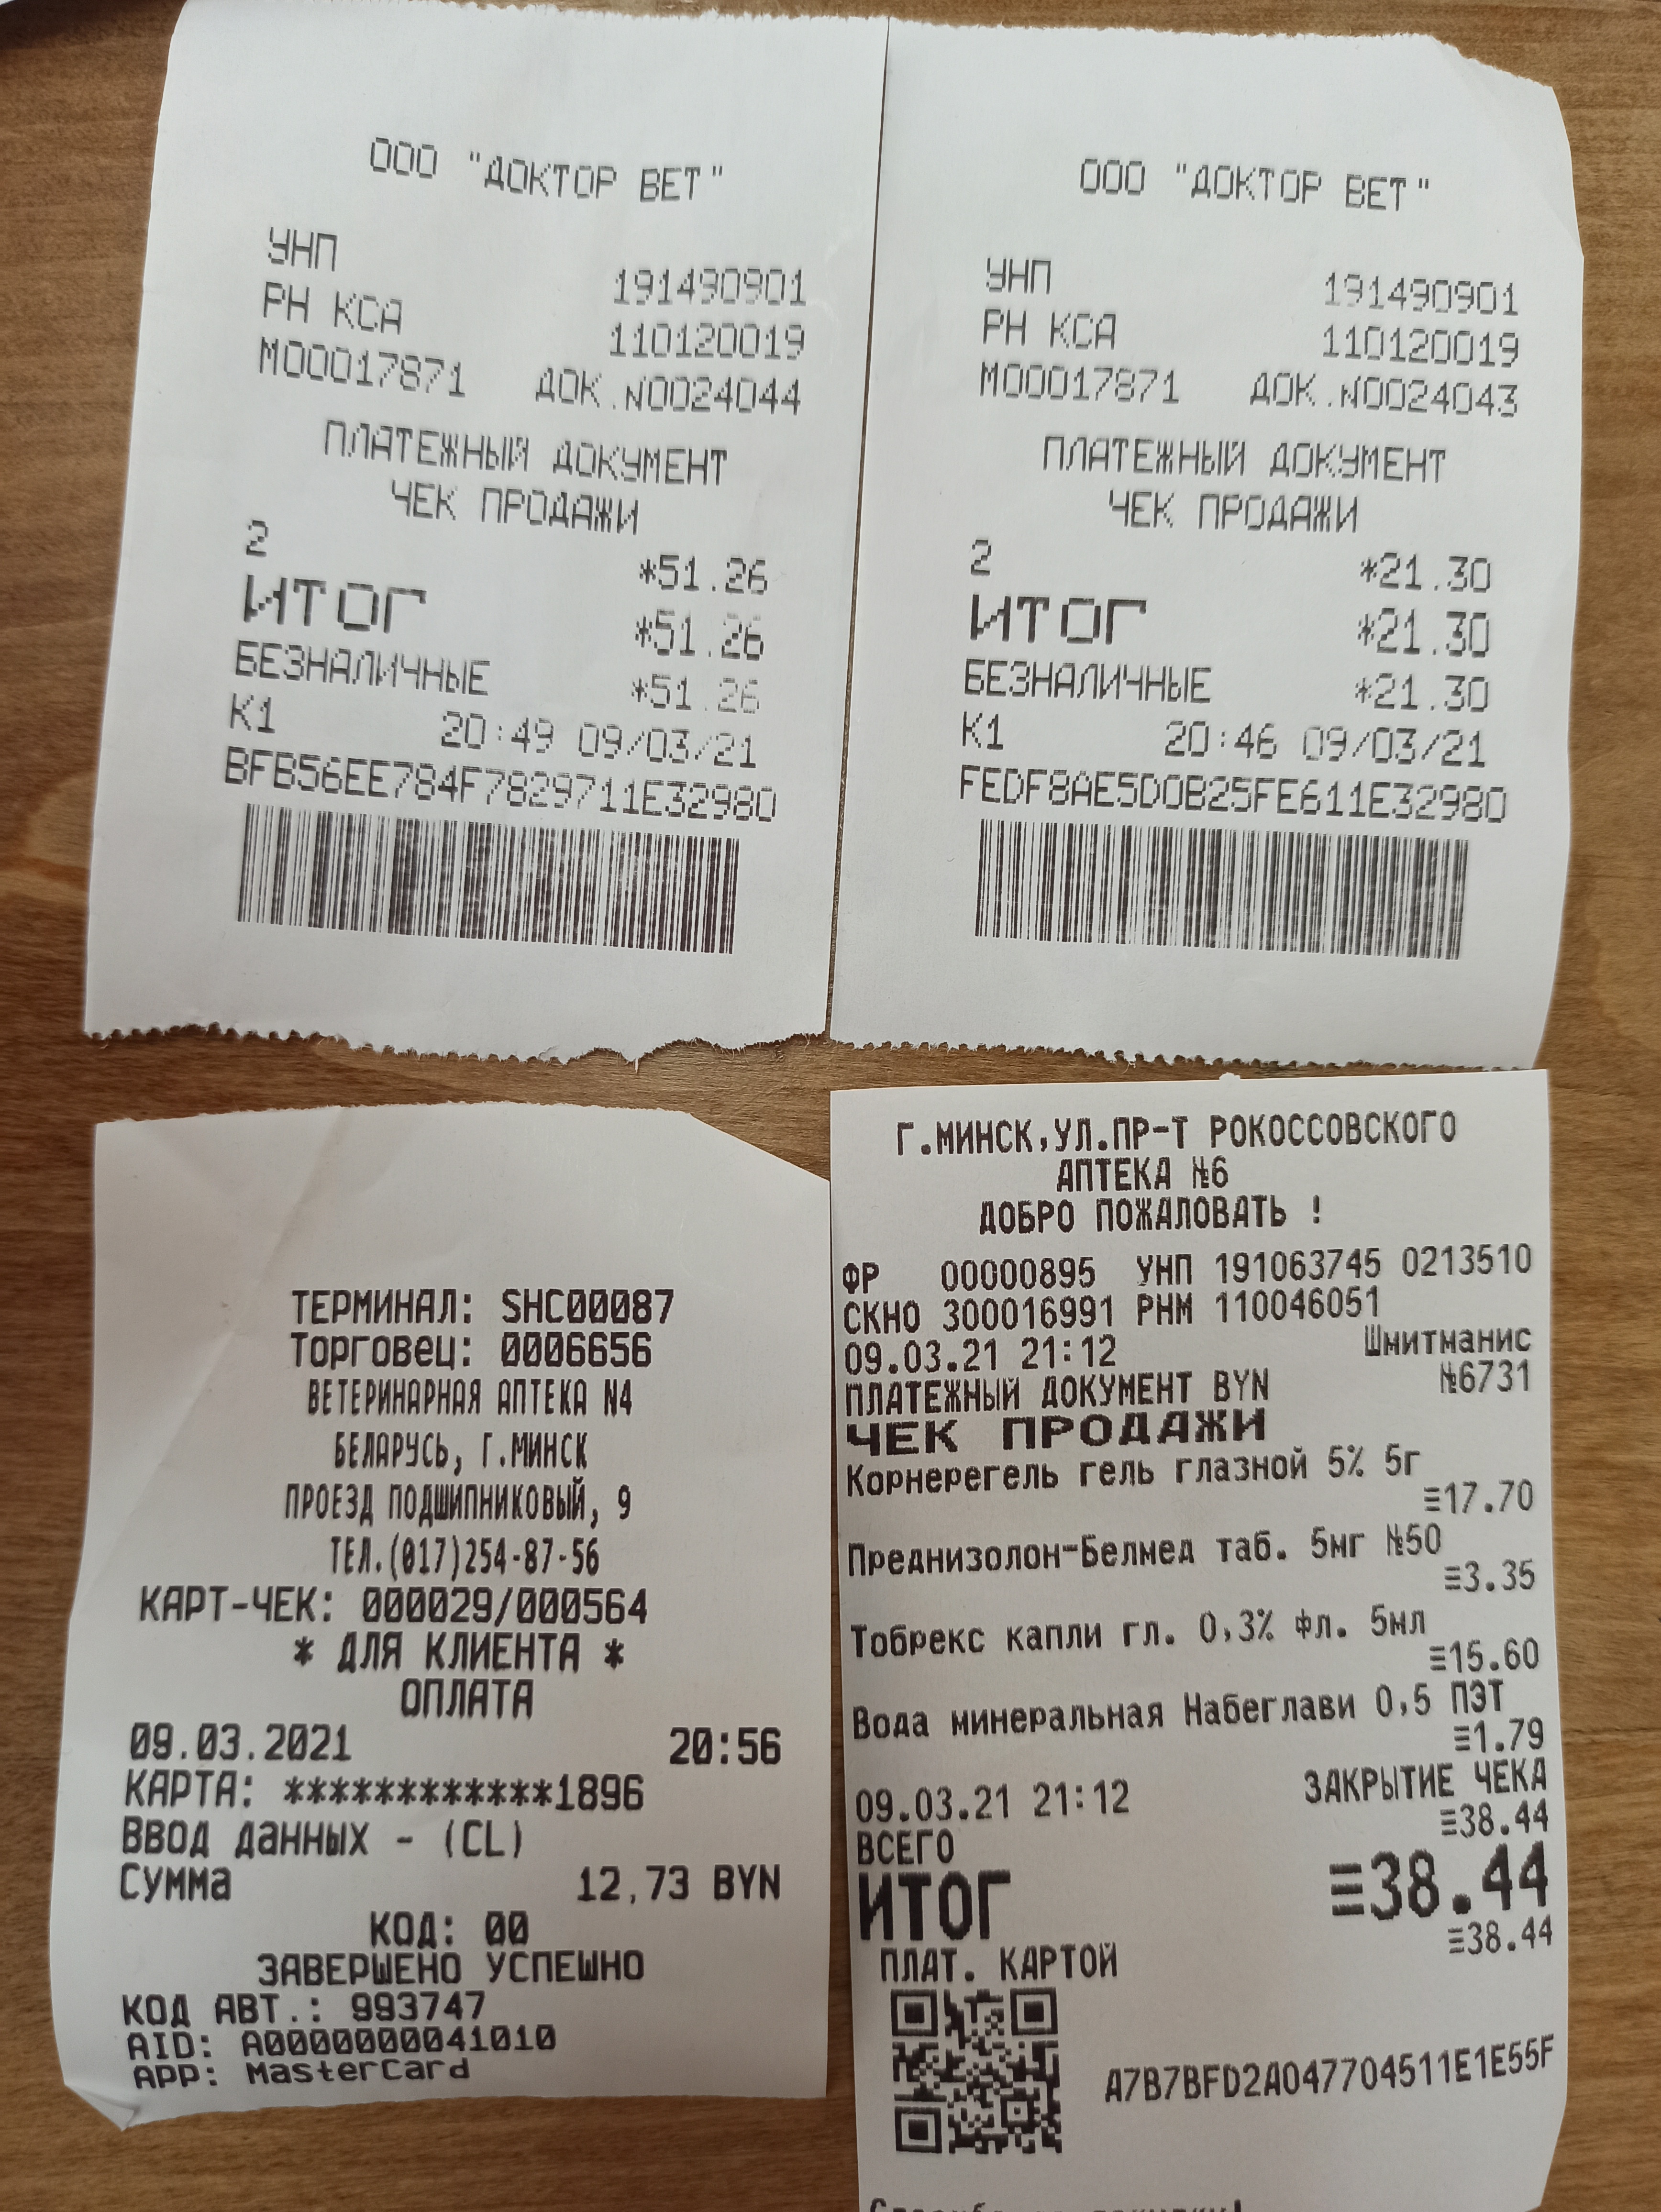 ООО "ДОКТОР ВЕТ"
УНП 191490901
РН КСА 110120019
М00017871 ДОК.N0024044
ПЛАТЕЖНЫЙ ДОКУМЕНТ
ЧЕК ПРОДАЖИ
2 *51.26
ИТОГ *51.26
БЕЗНАЛИЧНЫЕ *51.26
К1 20:49 09/03/21
BFB56EE784F7829711E32980
ООО "ДОКТОР ВЕТ"
УНП 191490901
РН КСА 110120019
М00017871 ДОК.N0024043
ПЛАТЕЖНЫЙ ДОКУМЕНТ
ЧЕК ПРОДАЖИ
2 *21.30
ИТОГ *21.30
БЕЗНАЛИЧНЫЕ *21.30
К1 20:46 09/03/21
FEDF8AE5D0B25FE611E32980
ТЕРМИНАЛ: SHC00087
Торговец: 0006656
ВЕТЕРИНАРНАЯ АПТЕКА N4
БЕЛАРУСЬ, Г.МИНСК
ПРОЕЗД ПОДШИПНИКОВЫЙ, 9
ТЕЛ.(017)254-87-56
КАРТ-ЧЕК: 000029/000564
* ДЛЯ КЛИЕНТА *
ОПЛАТА
09.03.2021 20:56
КАРТА: ************1896
Ввод данных - (CL)
Сумма 12,73 BYN
КОД: 00
ЗАВЕРШЕНО УСПЕШНО
КОД АВТ.: 993747
AID: A0000000041010
APP: MasterCard
Г.МИНСК,УЛ.ПР-Т РОКОССОВСКОГО
АПТЕКА №6
ДОБРО ПОЖАЛОВАТЬ !
ФР 00000895 УНП 191063745 0213510
СКНО 300016991 РНМ 110046051
09.03.21 21:12 Шмитманис
ПЛАТЕЖНЫЙ ДОКУМЕНТ BYN №6731
ЧЕК ПРОДАЖИ
Корнерегель гель глазной 5% 5г
≡17.70
Преднизолон-Белмед таб. 5мг №50
≡3.35
Тобрекс капли гл. 0,3% фл. 5мл
≡15.60
Вода минеральная Набеглави 0,5 ПЭТ
≡1.79
09.03.21 21:12 ЗАКРЫТИЕ ЧЕКА
ВСЕГО ≡38.44
ИТОГ ≡38.44
ПЛАТ. КАРТОЙ ≡38.44
A7B7BFD2A047704511E1E55F